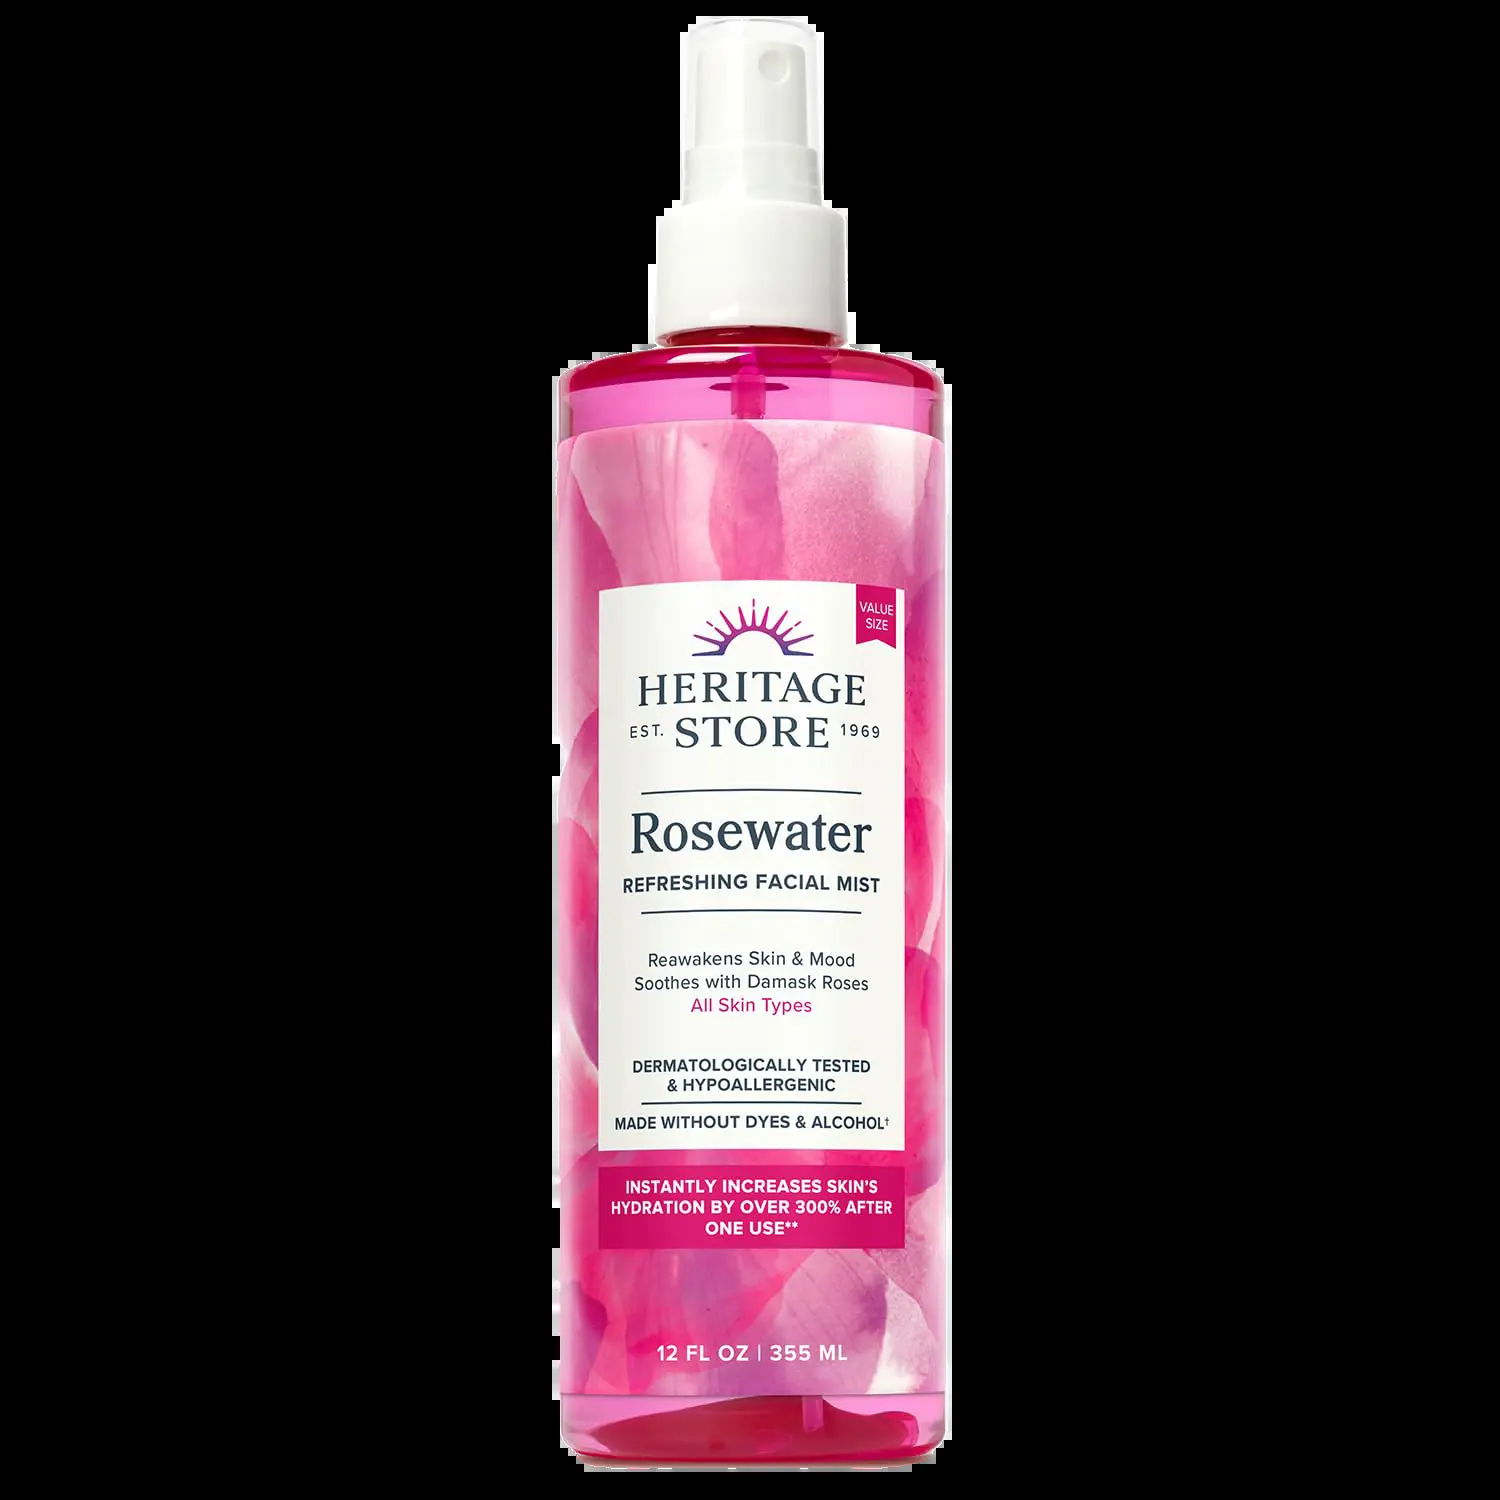 VALUE
SIZE
HERITAGE
EST. STORE 1969
Rosewater
REFRESHING FACIAL MIST
Reawakens Skin & Mood
Soothes with Damask Roses
All Skin Types
DERMATOLOGICALLY TESTED
& HYPOALLERGENIC
MADE WITHOUT DYES & ALCOHOL†
INSTANTLY INCREASES SKIN'S
HYDRATION BY OVER 300% AFTER
ONE USE**
12 FL OZ | 355 ML